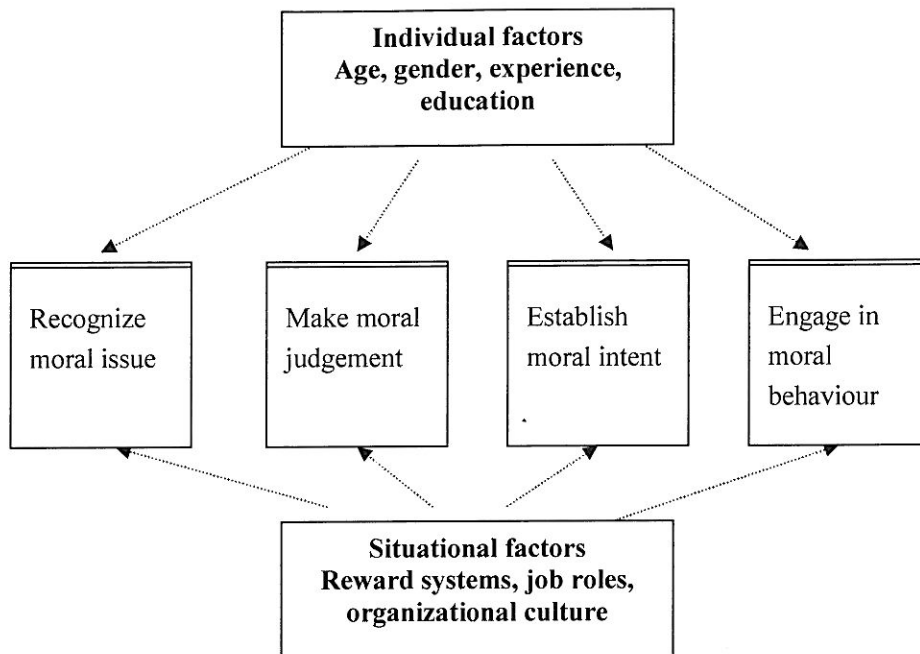 Individual factors
Age, gender, experience,
education
Recognize
moral issue
Make moral
judgement
Establish
moral intent
Engage in
moral
behaviour
Situational factors
Reward systems, job roles,
organizational culture